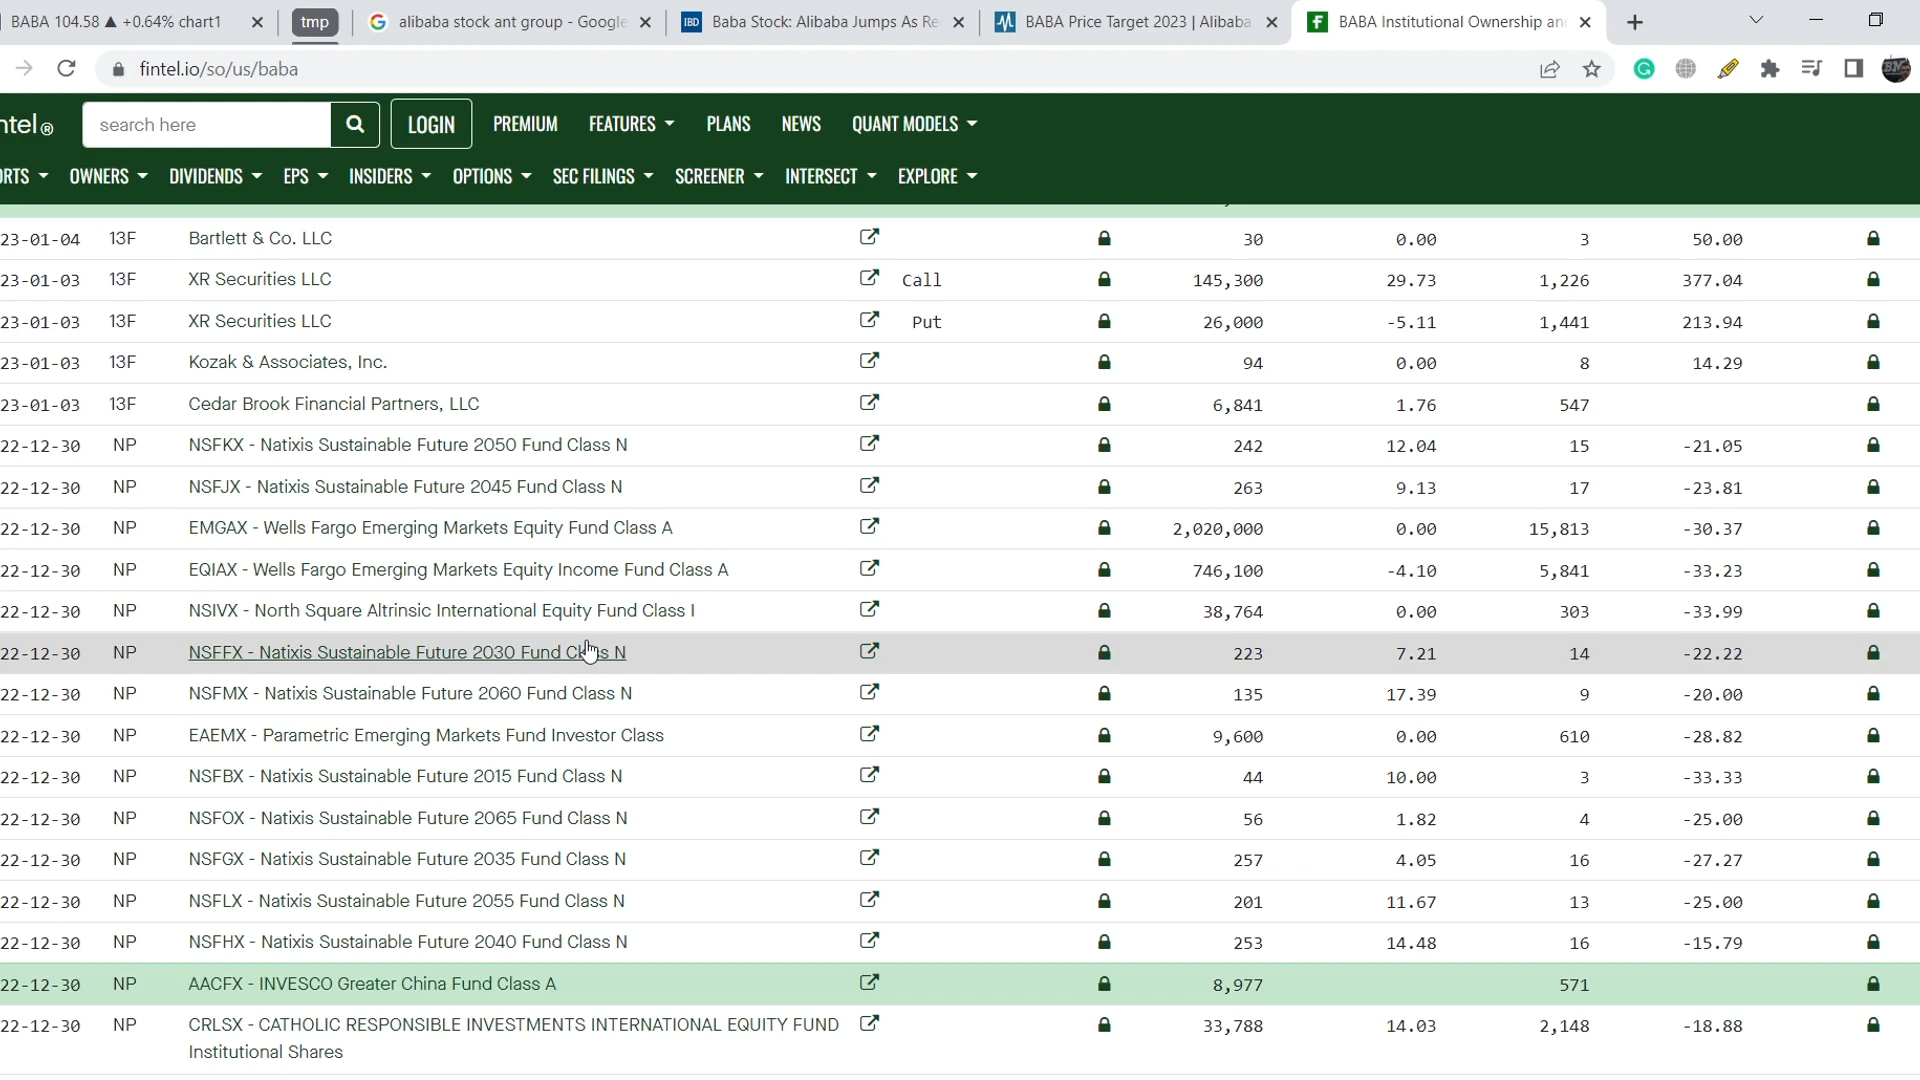 BABA 104.58 ▲ +0.64% chart1
tmp
alibaba stock ant group - Google
Baba Stock: Alibaba Jumps As Re
BABA Price Target 2023 | Alibaba
BABA Institutional Ownership an
fintel.io/so/us/baba
ntel® search here LOGIN PREMIUM FEATURES PLANS NEWS QUANT MODELS
ORTS OWNERS DIVIDENDS EPS INSIDERS OPTIONS SEC FILINGS SCREENER INTERSECT EXPLORE
23-01-04 13F Bartlett & Co. LLC 30 0.00 3 50.00
23-01-03 13F XR Securities LLC Call 145,300 29.73 1,226 377.04
23-01-03 13F XR Securities LLC Put 26,000 -5.11 1,441 213.94
23-01-03 13F Kozak & Associates, Inc. 94 0.00 8 14.29
23-01-03 13F Cedar Brook Financial Partners, LLC 6,841 1.76 547
22-12-30 NP NSFKX - Natixis Sustainable Future 2050 Fund Class N 242 12.04 15 -21.05
22-12-30 NP NSFJX - Natixis Sustainable Future 2045 Fund Class N 263 9.13 17 -23.81
22-12-30 NP EMGAX - Wells Fargo Emerging Markets Equity Fund Class A 2,020,000 0.00 15,813 -30.37
22-12-30 NP EQIAX - Wells Fargo Emerging Markets Equity Income Fund Class A 746,100 -4.10 5,841 -33.23
22-12-30 NP NSIVX - North Square Altrinsic International Equity Fund Class I 38,764 0.00 303 -33.99
22-12-30 NP NSFFX - Natixis Sustainable Future 2030 Fund Class N 223 7.21 14 -22.22
22-12-30 NP NSFMX - Natixis Sustainable Future 2060 Fund Class N 135 17.39 9 -20.00
22-12-30 NP EAEMX - Parametric Emerging Markets Fund Investor Class 9,600 0.00 610 -28.82
22-12-30 NP NSFBX - Natixis Sustainable Future 2015 Fund Class N 44 10.00 3 -33.33
22-12-30 NP NSFOX - Natixis Sustainable Future 2065 Fund Class N 56 1.82 4 -25.00
22-12-30 NP NSFGX - Natixis Sustainable Future 2035 Fund Class N 257 4.05 16 -27.27
22-12-30 NP NSFLX - Natixis Sustainable Future 2055 Fund Class N 201 11.67 13 -25.00
22-12-30 NP NSFHX - Natixis Sustainable Future 2040 Fund Class N 253 14.48 16 -15.79
22-12-30 NP AACFX - INVESCO Greater China Fund Class A 8,977 571
22-12-30 NP CRLSX - CATHOLIC RESPONSIBLE INVESTMENTS INTERNATIONAL EQUITY FUND 33,788 14.03 2,148 -18.88
Institutional Shares